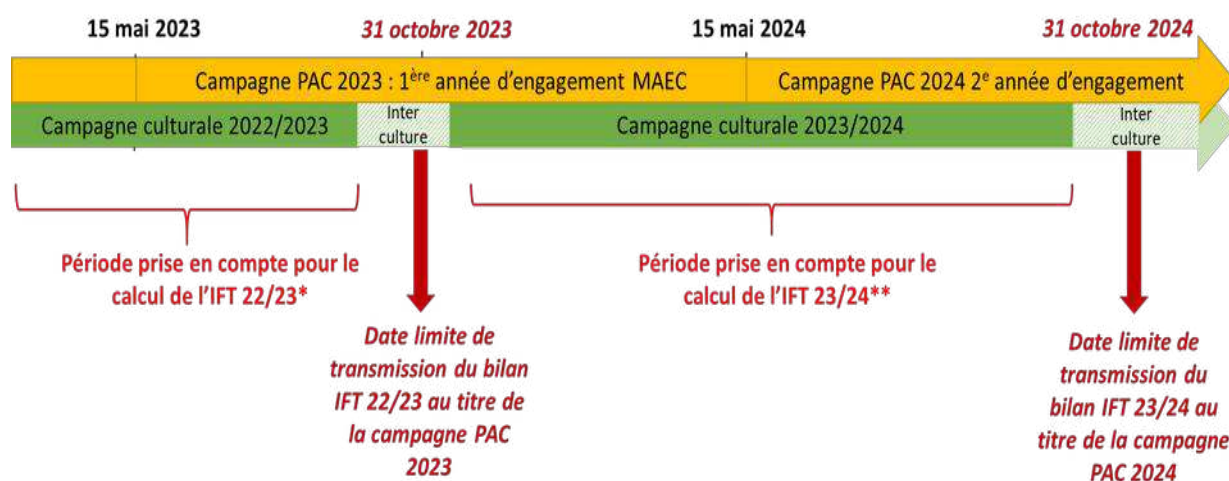 15 mai 2023
31 octobre 2023
15 mai 2024
31 octobre 2024
Campagne PAC 2023 : 1ère année d'engagement MAEC
Campagne PAC 2024 2e année d'engagement
Campagne culturale 2022/2023
Inter
culture
Campagne culturale 2023/2024
Inter
culture
Période prise en compte pour le
calcul de l'IFT 22/23*
Période prise en compte pour le
calcul de l'IFT 23/24**
Date limite de
transmission du bilan
IFT 22/23 au titre de
la campagne PAC
2023
Date limite de
transmission du
bilan IFT 23/24 au
titre de la campagne
PAC 2024